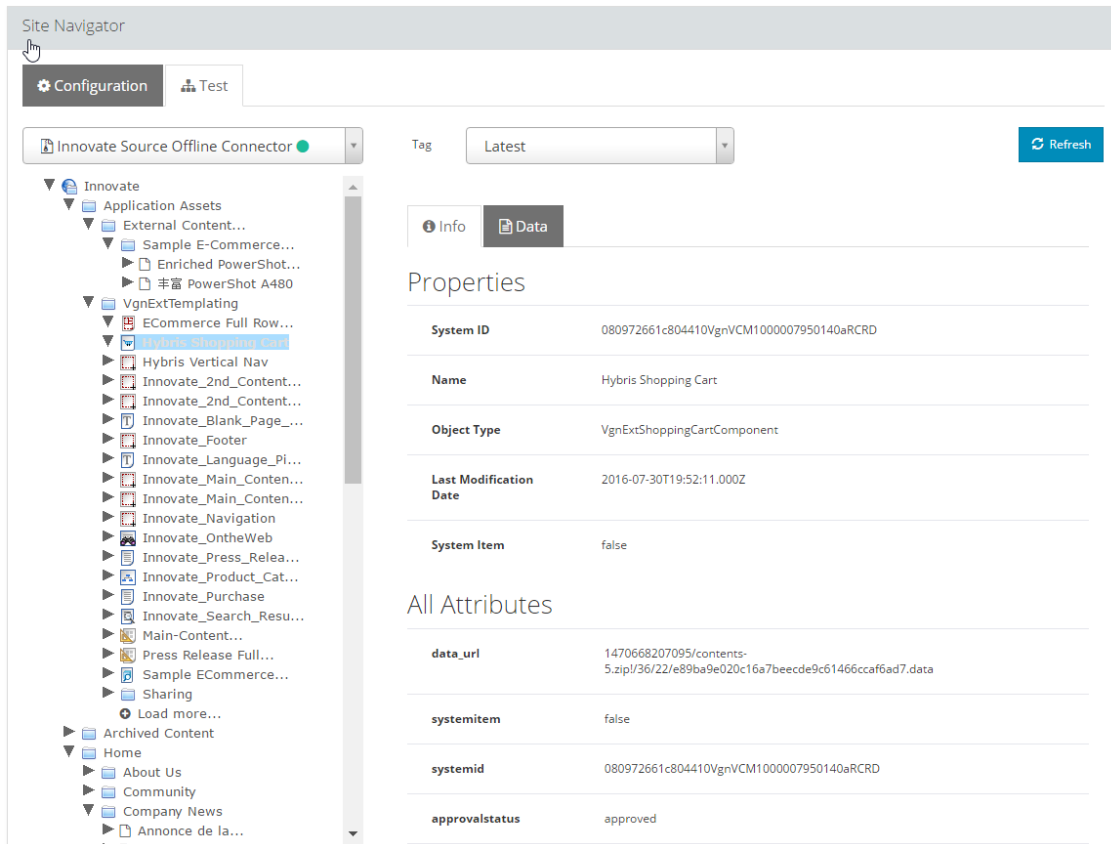 Site Navigator
Configuration
Test
Innovate Source Offline Connector
Tag
Latest
Refresh
Innovate
Application Assets
External Content...
Sample E-Commerce...
Enriched PowerShot...
丰富 PowerShot A480
VgnExtTemplating
ECommerce Full Row...
Hybris Shopping Cart
Hybris Vertical Nav
Innovate_2nd_Content...
Innovate_2nd_Content...
Innovate_Blank_Page_...
Innovate_Footer
Innovate_Language_Pi...
Innovate_Main_Conten...
Innovate_Main_Conten...
Innovate_Navigation
Innovate_OntheWeb
Innovate_Press_Relea...
Innovate_Product_Cat...
Innovate_Purchase
Innovate_Search_Resu...
Main-Content...
Press Release Full...
Sample ECommerce...
Sharing
Load more...
Archived Content
Home
About Us
Community
Company News
Annonce de la...
Info
Data
Properties
System ID 080972661c804410VgnVCM1000007950140aRCRD
Name Hybris Shopping Cart
Object Type VgnExtShoppingCartComponent
Last Modification 2016-07-30T19:52:11.000Z
Date
System Item false
All Attributes
data_url 1470668207095/contents-
5.zip!/36/22/e89ba9e020c16a7beecde9c61466ccaf6ad7.data
systemitem false
systemid 080972661c804410VgnVCM1000007950140aRCRD
approvalstatus approved